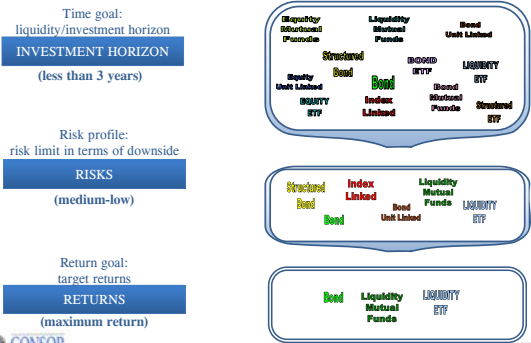 Time goal:
liquidity/investment horizon
INVESTMENT HORIZON
(less than 3 years)
Equity
Mutual
Funds
Liquidity
Mutual
Funds
Bond
Unit Linked
Structured
Bond
BOND
ETF
LIQUIDITY
ETF
Equity
Unit Linked
Bond
Bond
Mutual
Funds
EQUITY
ETF
Index
Linked
Structured
ETF
Risk profile:
risk limit in terms of downside
RISKS
(medium-low)
Structured
Bond
Index
Linked
Liquidity
Mutual
Funds
Bond
Unit Linked
LIQUIDITY
ETF
Bond
Return goal:
target returns
RETURNS
(maximum return)
Bond
Liquidity
Mutual
Funds
LIQUIDITY
ETF